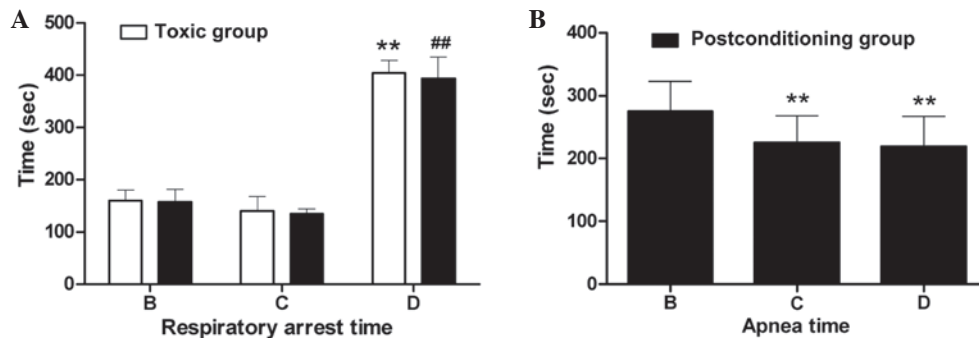 A
Time (sec)
500
400
300
200
100
0
Toxic group
**
##
B
C
D
Respiratory arrest time
B
Time (sec)
400
300
200
100
0
Postconditioning group
**
**
B
C
D
Apnea time